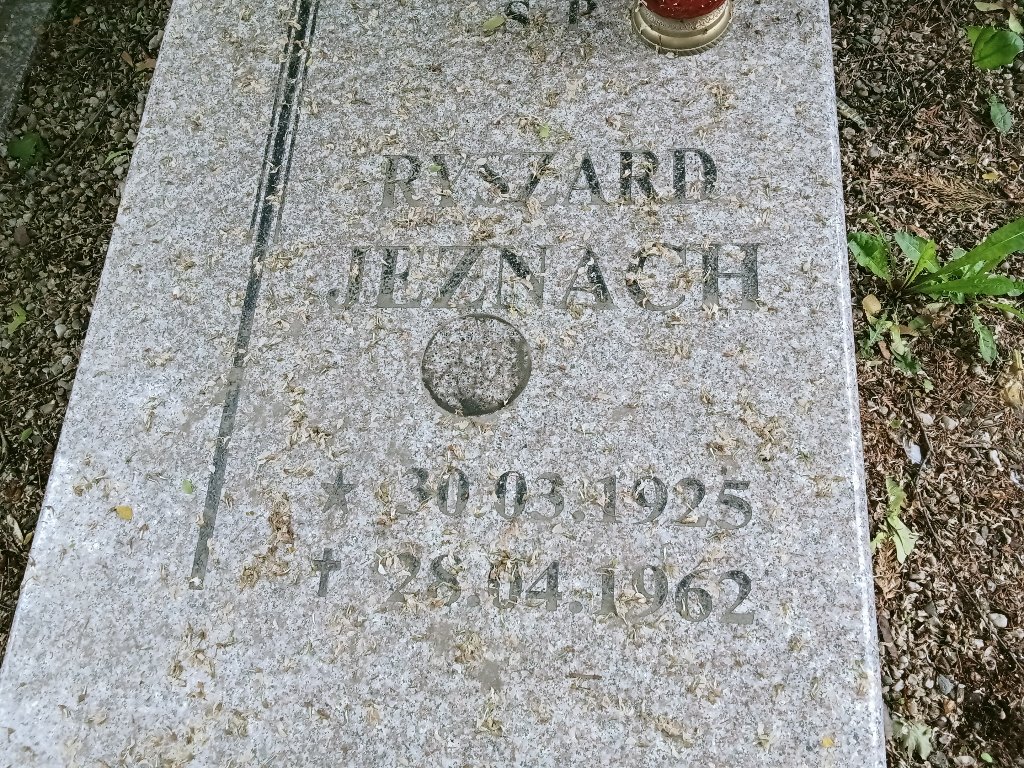 Ś P
RYSZARD
JEZNACH
★ 30.03.1925
✝ 28.04.1962